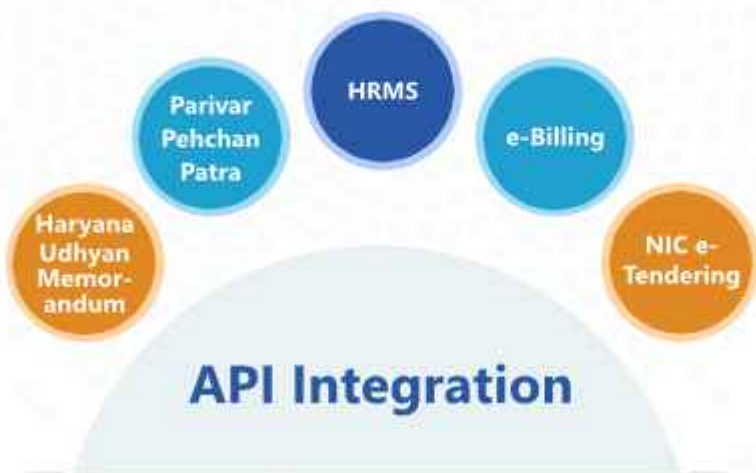 HRMS
Parivar
Pehchan
Patra
e-Billing
Haryana
Udhyan
Memor-
andum
NIC e-
Tendering
API Integration